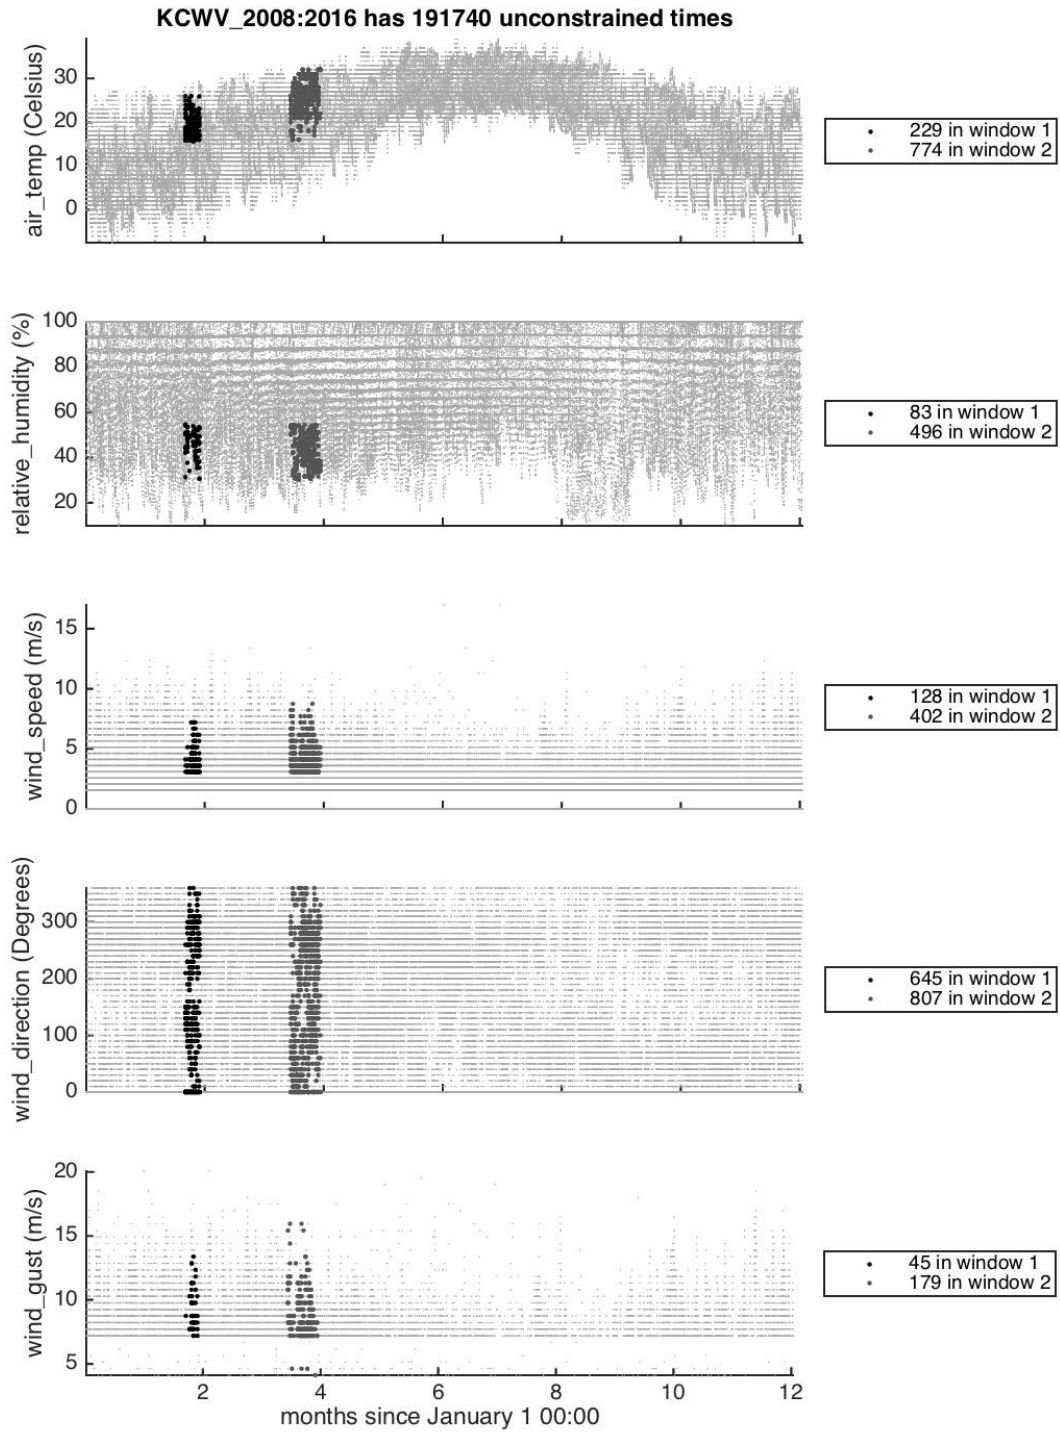 KCWV_2008:2016 has 191740 unconstrained times
air_temp (Celsius)
30
20
10
0
229 in window 1
774 in window 2
relative_humidity (%)
100
80
60
40
20
83 in window 1
496 in window 2
wind_speed (m/s)
15
10
5
0
128 in window 1
402 in window 2
wind_direction (Degrees)
300
200
100
0
645 in window 1
807 in window 2
wind_gust (m/s)
20
15
10
5
45 in window 1
179 in window 2
2 4 6 8 10 12
months since January 1 00:00